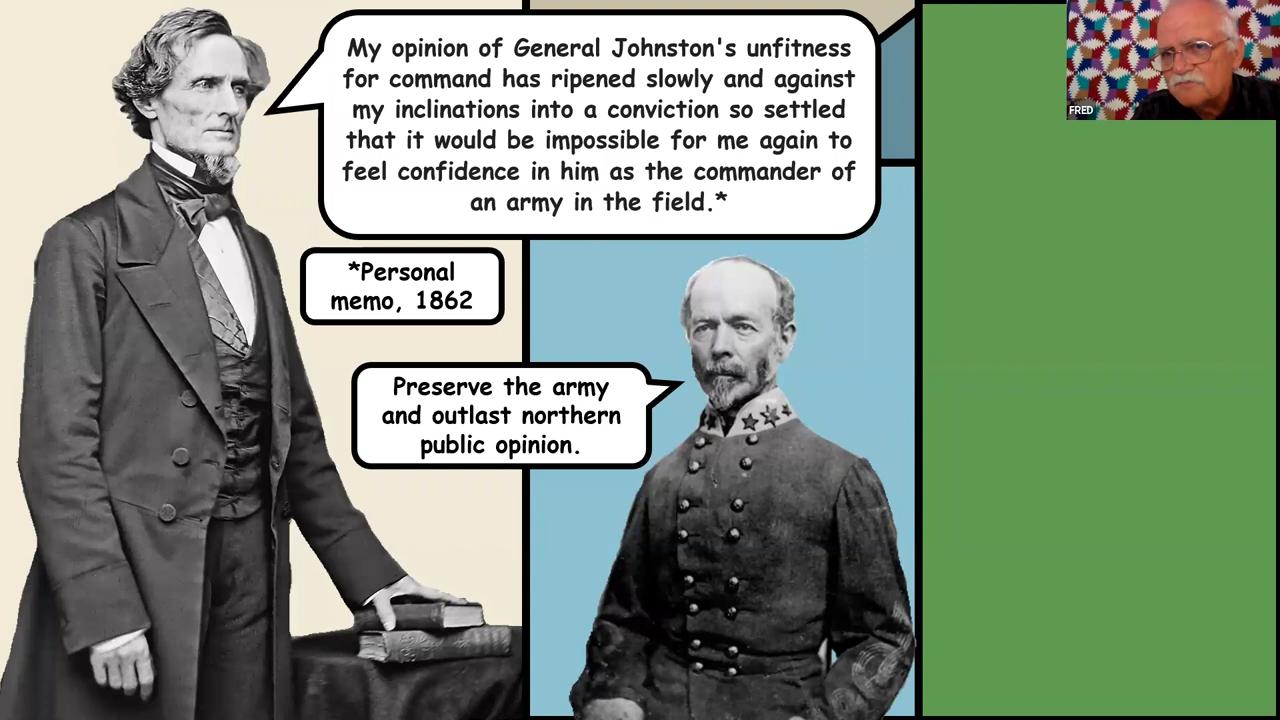 My opinion of General Johnston's unfitness
for command has ripened slowly and against
my inclinations into a conviction so settled
that it would be impossible for me again to
feel confidence in him as the commander of
an army in the field.*
*Personal
memo, 1862
Preserve the army
and outlast northern
public opinion.
FRED